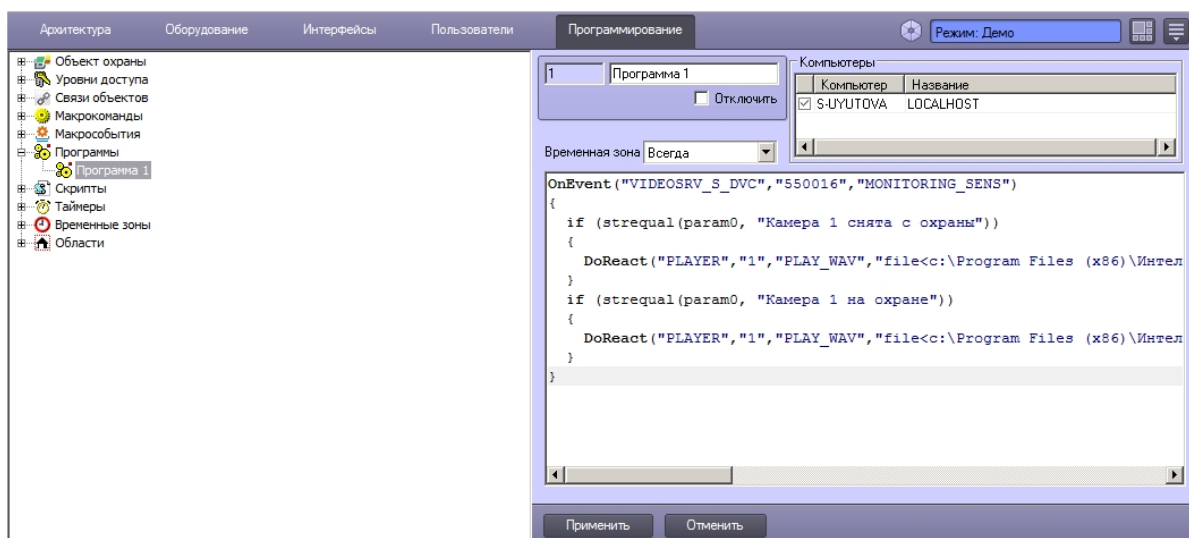 Архитектура Оборудование Интерфейсы Пользователи Программирование Режим: Демо
Объект охраны
Уровни доступа
Связи объектов
Макрокоманды
Макрособытия
Программы
Программа 1
Скрипты
Таймеры
Временные зоны
Области
1 Программа 1
Отключить
Компьютеры
Компьютер Название
S-UYUTOVA LOCALHOST
Временная зона Всегда
OnEvent("VIDEOSRV_S_DVC","550016","MONITORING_SENS")
{
if (strequal(param0, "Камера 1 снята с охраны"))
{
DoReact("PLAYER","1","PLAY_WAV","file<c:\Program Files (x86)\Интел
}
if (strequal(param0, "Камера 1 на охране"))
{
DoReact("PLAYER","1","PLAY_WAV","file<c:\Program Files (x86)\Интел
}
}
Применить Отменить